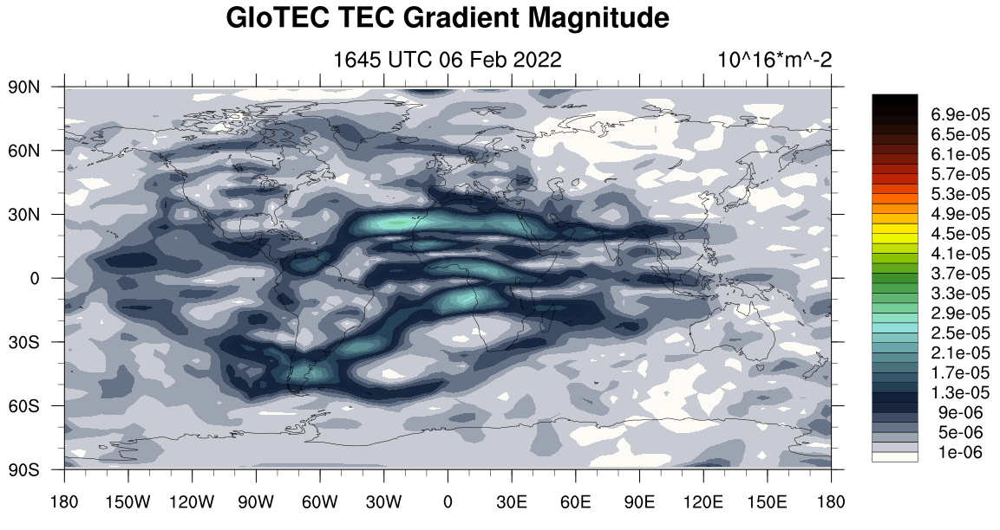 GloTEC TEC Gradient Magnitude
1645 UTC 06 Feb 2022
10^16*m^-2
90N
60N
30N
0
30S
60S
90S
180 150W 120W 90W 60W 30W 0 30E 60E 90E 120E 150E 180
6.9e-05
6.5e-05
6.1e-05
5.7e-05
5.3e-05
4.9e-05
4.5e-05
4.1e-05
3.7e-05
3.3e-05
2.9e-05
2.5e-05
2.1e-05
1.7e-05
1.3e-05
9e-06
5e-06
1e-06